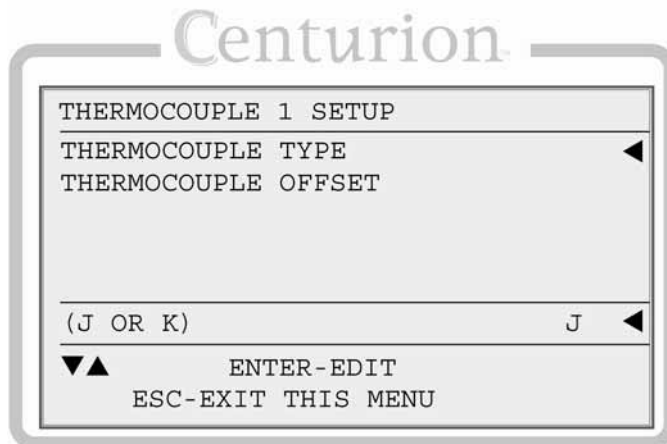 Centurion
THERMOCOUPLE 1 SETUP
THERMOCOUPLE TYPE ◀
THERMOCOUPLE OFFSET
(J OR K) J ◀
▼▲ ENTER-EDIT
ESC-EXIT THIS MENU